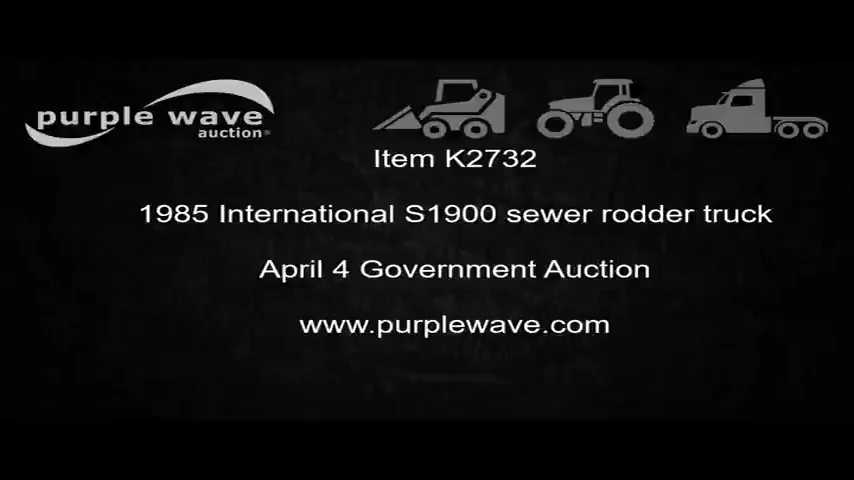 purple wave
auction®
Item K2732
1985 International S1900 sewer rodder truck
April 4 Government Auction
www.purplewave.com